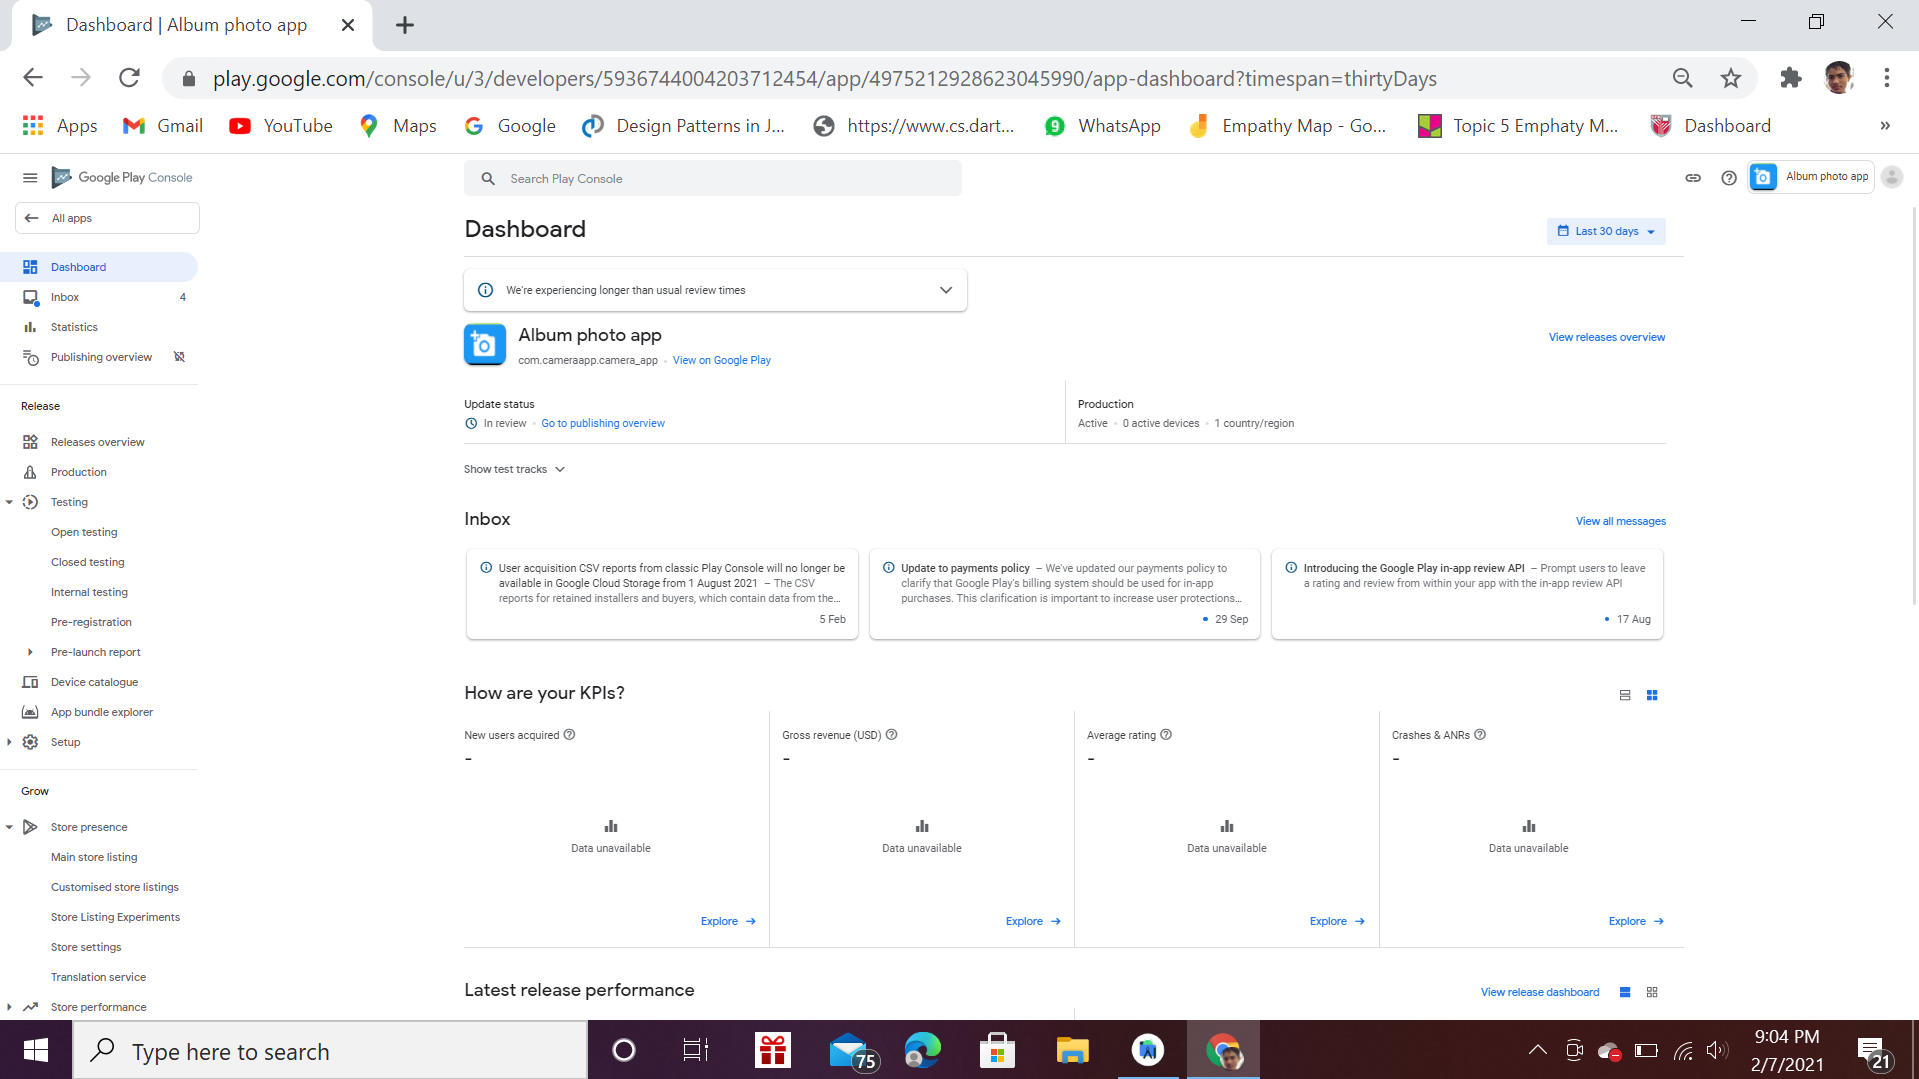 Dashboard | Album photo app
play.google.com/console/u/3/developers/5936744004203712454/app/4975212928623045990/app-dashboard?timespan=thirtyDays
Apps
Gmail
YouTube
Maps
Google
Design Patterns in J...
https://www.cs.dart...
WhatsApp
Empathy Map - Go...
Topic 5 Emphaty M...
Dashboard
»
Google Play Console
Search Play Console
Album photo app
All apps
Dashboard
Inbox 4
Statistics
Publishing overview
Release
Releases overview
Production
Testing
Open testing
Closed testing
Internal testing
Pre-registration
Pre-launch report
Device catalogue
App bundle explorer
Setup
Grow
Store presence
Main store listing
Customised store listings
Store Listing Experiments
Store settings
Translation service
Store performance
Dashboard
Last 30 days
We're experiencing longer than usual review times
Album photo app
com.cameraapp.camera_app • View on Google Play
View releases overview
Update status
In review • Go to publishing overview
Production
Active • 0 active devices • 1 country/region
Show test tracks
Inbox
View all messages
User acquisition CSV reports from classic Play Console will no longer be
available in Google Cloud Storage from 1 August 2021 – The CSV
reports for retained installers and buyers, which contain data from the...
5 Feb
Update to payments policy – We've updated our payments policy to
clarify that Google Play's billing system should be used for in-app
purchases. This clarification is important to increase user protections...
29 Sep
Introducing the Google Play in-app review API – Prompt users to leave
a rating and review from within your app with the in-app review API
17 Aug
How are your KPIs?
New users acquired
-
Data unavailable
Explore
Gross revenue (USD)
-
Data unavailable
Explore
Average rating
-
Data unavailable
Explore
Crashes & ANRs
-
Data unavailable
Explore
Latest release performance
View release dashboard
Type here to search
75
9:04 PM
2/7/2021
21